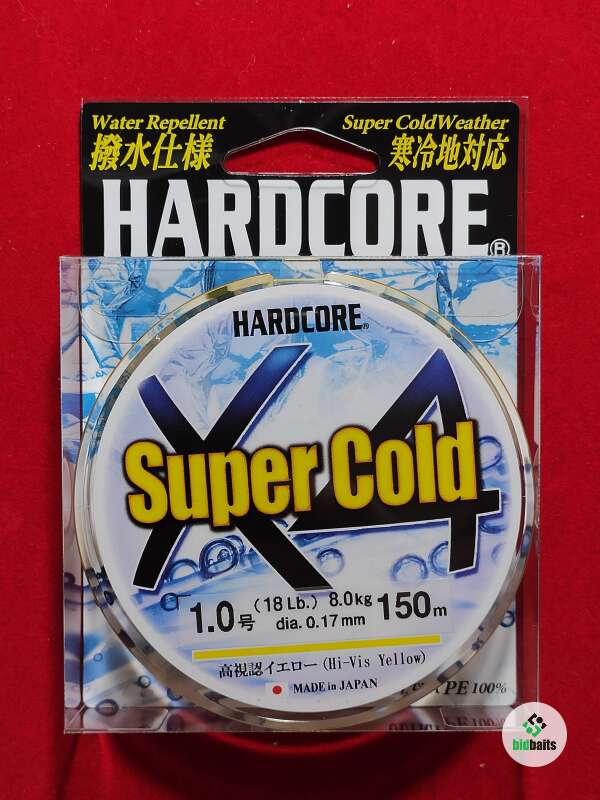 Water Repellent Super ColdWeather
撥水仕様 寒冷地対応
HARDCORE®
HARDCORE®
X4
Super Cold
1.0号 (18 Lb.) 8.0kg 150m
dia. 0.17mm
高視認イエロー(Hi-Vis Yellow)
MADE in JAPAN
PE 100%
bidbaits